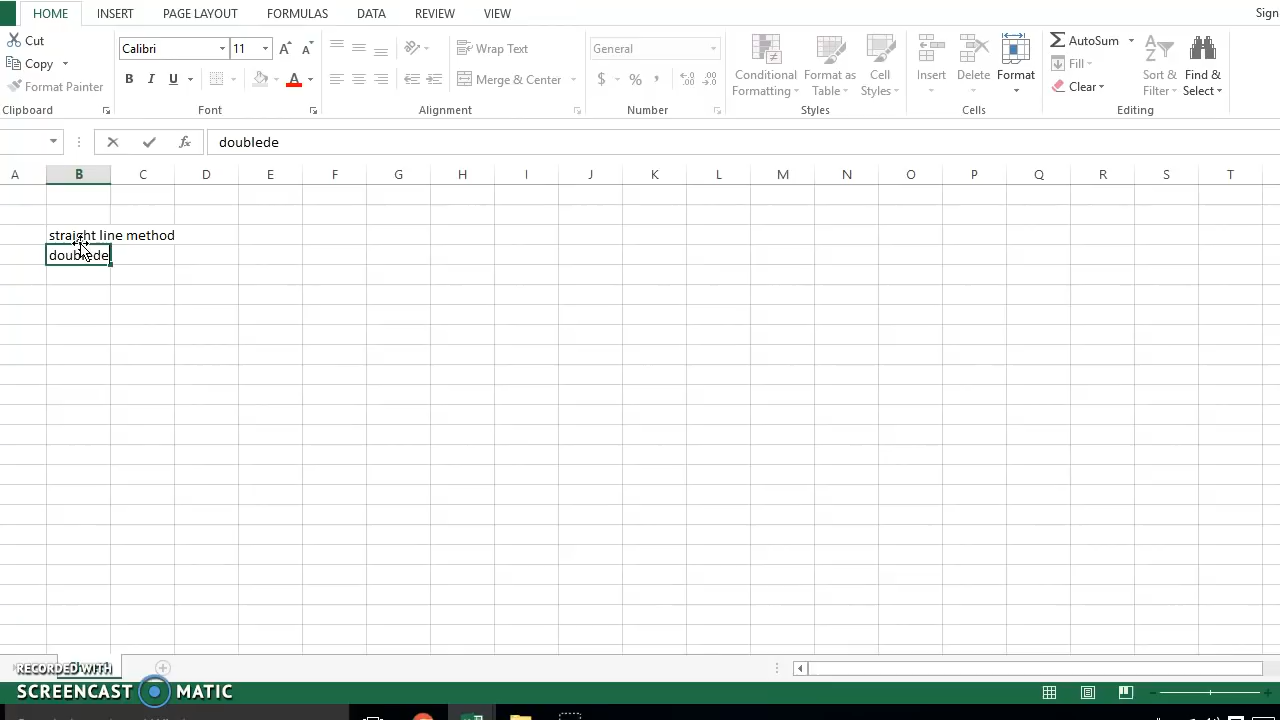 HOME INSERT PAGE LAYOUT FORMULAS DATA REVIEW VIEW Sign
Cut
Copy
Format Painter
Clipboard
Calibri 11
B I U A
Font
Wrap Text
Merge & Center
Alignment
General
$ % ,
Number
Conditional
Formatting
Format as
Table
Cell
Styles
Styles
Insert
Delete
Format
Cells
AutoSum
Fill
Clear
Sort &
Filter
Find &
Select
Editing
fx doublede
A B C D E F G H I J K L M N O P Q R S T
straight line method
doublede
RECORDED WITH
SCREENCAST MATIC